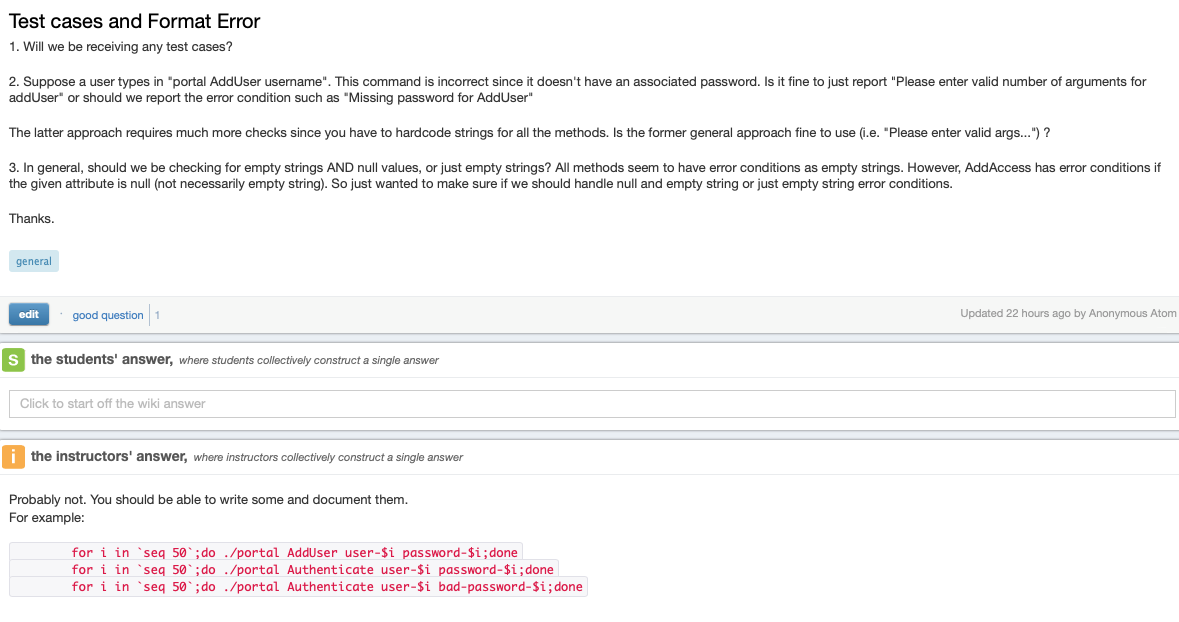 Test cases and Format Error
1. Will we be receiving any test cases?
2. Suppose a user types in "portal AddUser username". This command is incorrect since it doesn't have an associated password. Is it fine to just report "Please enter valid number of arguments for
addUser" or should we report the error condition such as "Missing password for AddUser"
The latter approach requires much more checks since you have to hardcode strings for all the methods. Is the former general approach fine to use (i.e. "Please enter valid args...") ?
3. In general, should we be checking for empty strings AND null values, or just empty strings? All methods seem to have error conditions as empty strings. However, AddAccess has error conditions if
the given attribute is null (not necessarily empty string). So just wanted to make sure if we should handle null and empty string or just empty string error conditions.
Thanks.
general
edit · good question 1 Updated 22 hours ago by Anonymous Atom
S the students' answer, where students collectively construct a single answer
Click to start off the wiki answer
i the instructors' answer, where instructors collectively construct a single answer
Probably not. You should be able to write some and document them.
For example:
for i in `seq 50`;do ./portal AddUser user-$i password-$i;done
for i in `seq 50`;do ./portal Authenticate user-$i password-$i;done
for i in `seq 50`;do ./portal Authenticate user-$i bad-password-$i;done